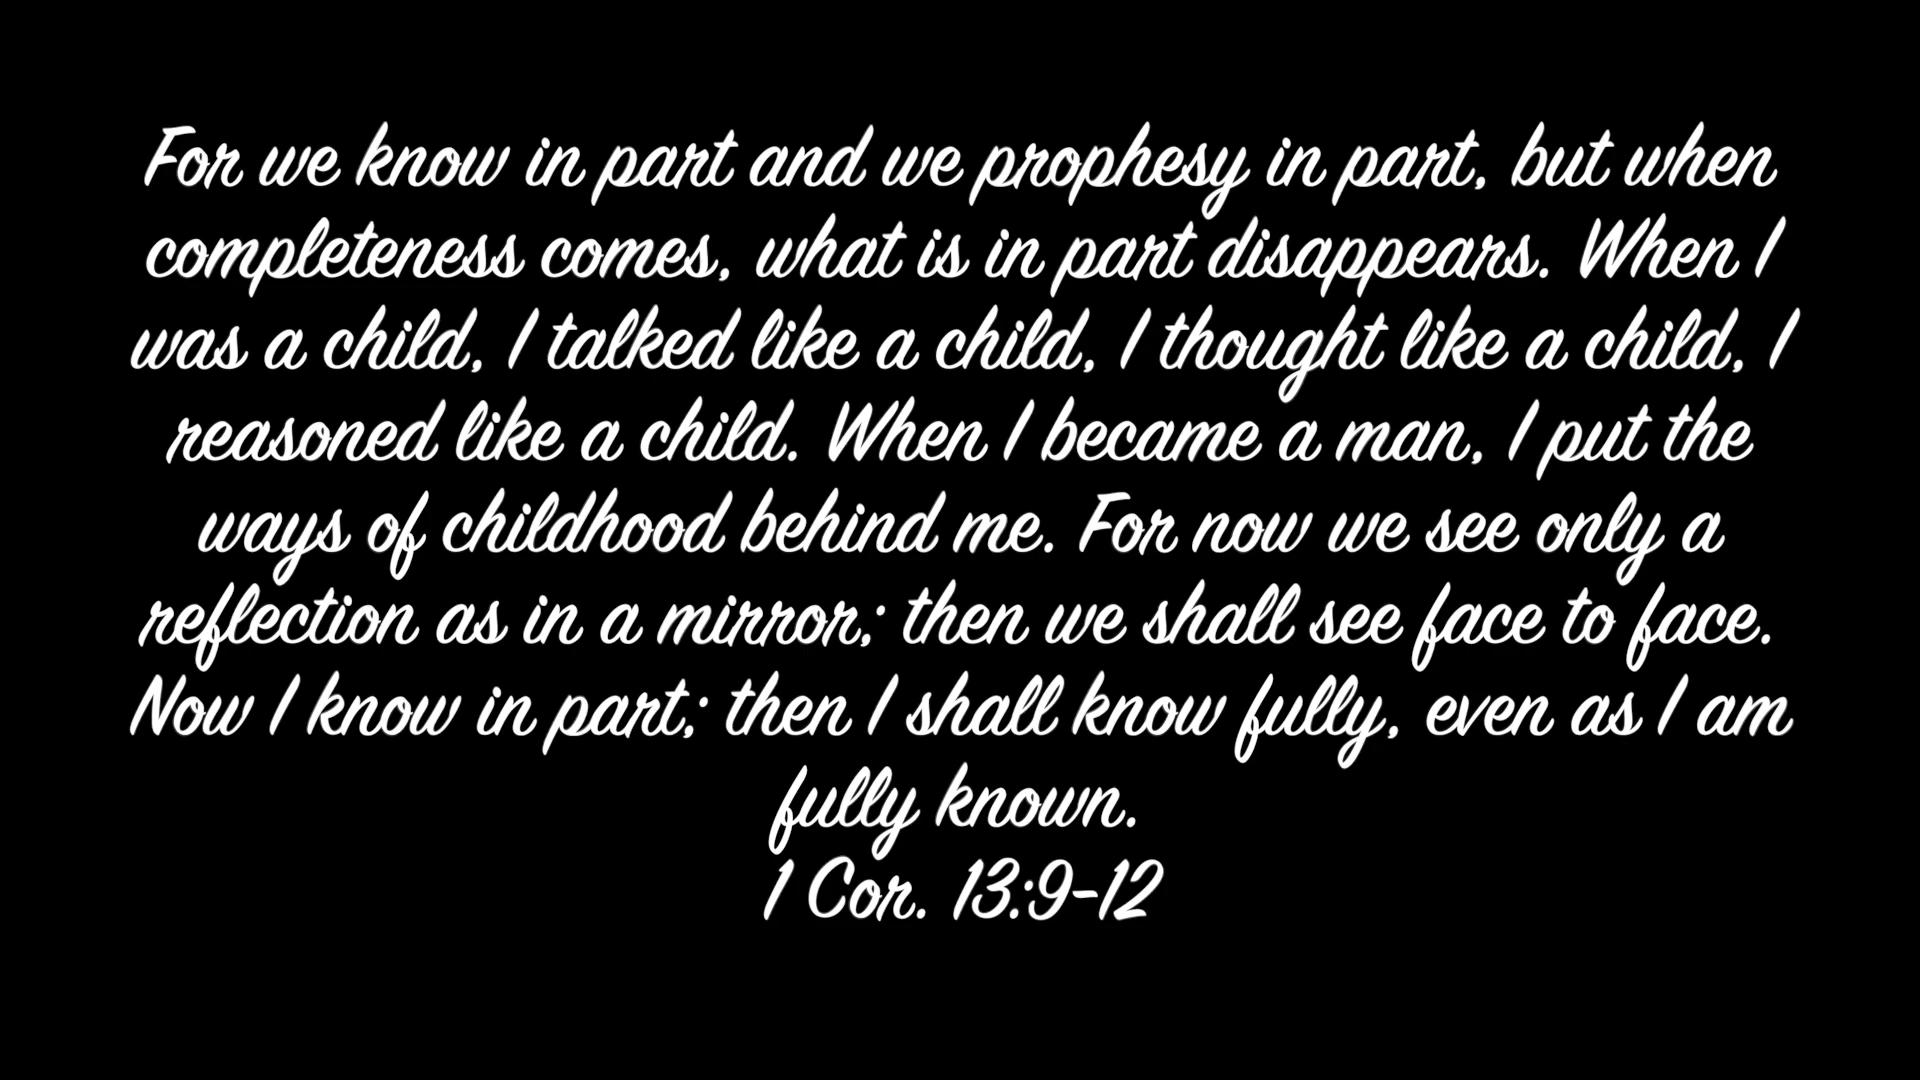 For we know in part and we prophesy in part, but when
completeness comes, what is in part disappears. When I
was a child, I talked like a child, I thought like a child, I
reasoned like a child. When I became a man, I put the
ways of childhood behind me. For now we see only a
reflection as in a mirror; then we shall see face to face.
Now I know in part; then I shall know fully, even as I am
fully known.
1 Cor. 13:9-12